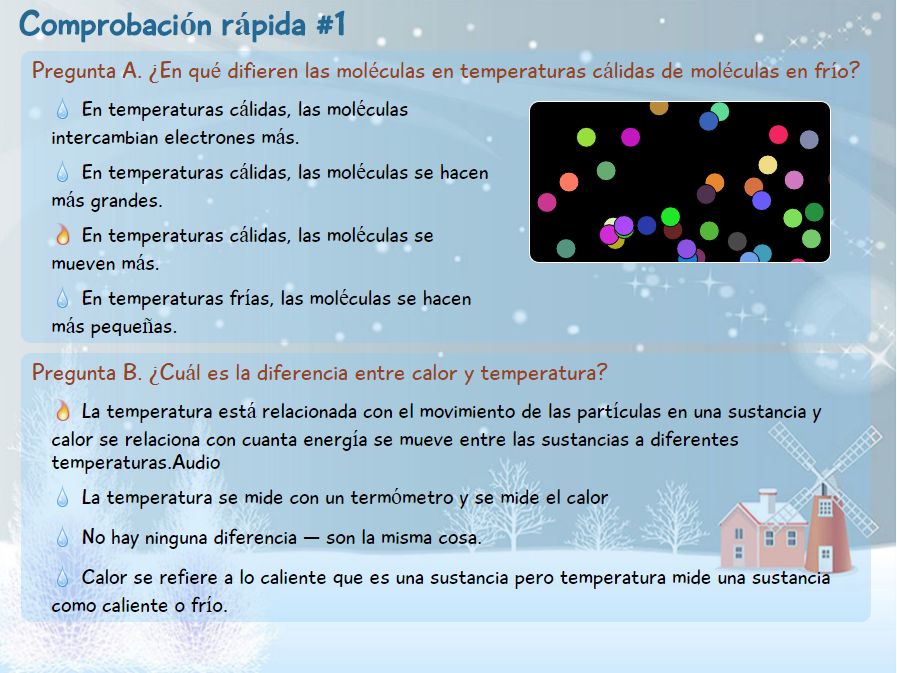 Comprobación rápida #1
Pregunta A. ¿En qué difieren las moléculas en temperaturas cálidas de moléculas en frío?
En temperaturas cálidas, las moléculas
intercambian electrones más.
En temperaturas cálidas, las moléculas se hacen
más grandes.
En temperaturas cálidas, las moléculas se
mueven más.
En temperaturas frías, las moléculas se hacen
más pequeñas.
Pregunta B. ¿Cuál es la diferencia entre calor y temperatura?
La temperatura está relacionada con el movimiento de las partículas en una sustancia y
calor se relaciona con cuanta energía se mueve entre las sustancias a diferentes
temperaturas.Audio
La temperatura se mide con un termómetro y se mide el calor
No hay ninguna diferencia — son la misma cosa.
Calor se refiere a lo caliente que es una sustancia pero temperatura mide una sustancia
como caliente o frío.